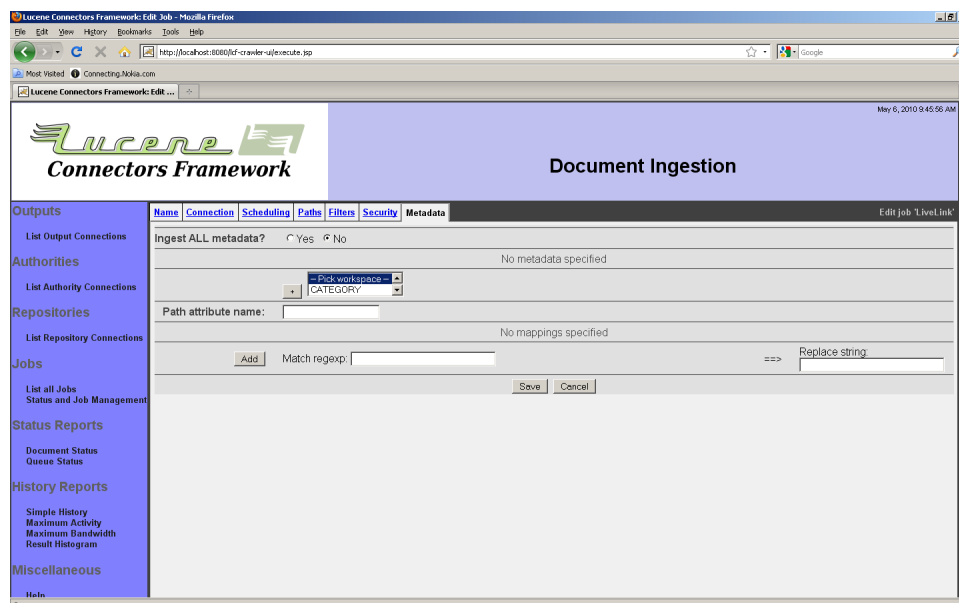 Lucene Connectors Framework: Edit Job - Mozilla Firefox
File Edit View History Bookmarks Tools Help
http://localhost:8080/lcf-crawler-ui/execute.jsp
Google
Most Visited Connecting.Nokia.com
Lucene Connectors Framework: Edit ...
May 6, 2010 9:45:56 AM
Lucene
Connectors Framework
Document Ingestion
Outputs
List Output Connections
Authorities
List Authority Connections
Repositories
List Repository Connections
Jobs
List all Jobs
Status and Job Management
Status Reports
Document Status
Queue Status
History Reports
Simple History
Maximum Activity
Maximum Bandwidth
Result Histogram
Miscellaneous
Help
Name Connection Scheduling Paths Filters Security Metadata
Edit job 'LiveLink'
Ingest ALL metadata? Yes No
No metadata specified
+
-- Pick workspace --
CATEGORY
Path attribute name:
No mappings specified
Add Match regexp: ==> Replace string:
Save Cancel